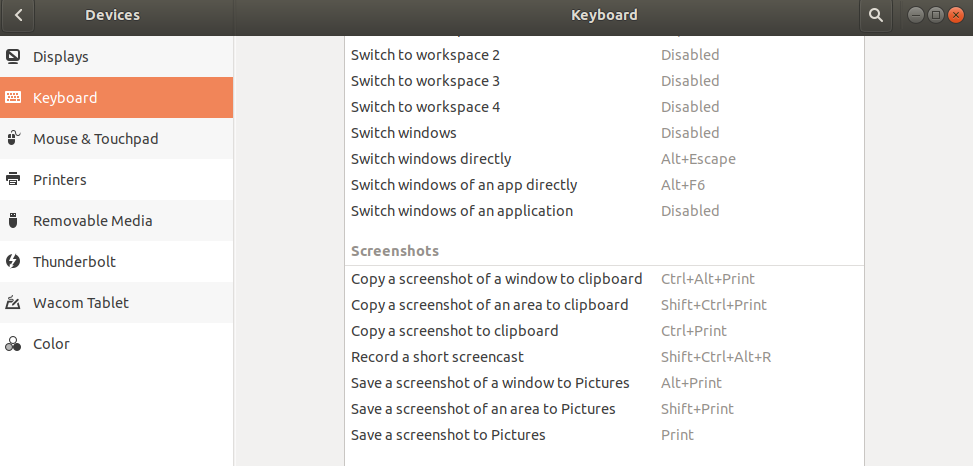 Devices
Keyboard
Displays
Keyboard
Mouse & Touchpad
Printers
Removable Media
Thunderbolt
Wacom Tablet
Color
Switch to workspace 2 Disabled
Switch to workspace 3 Disabled
Switch to workspace 4 Disabled
Switch windows Disabled
Switch windows directly Alt+Escape
Switch windows of an app directly Alt+F6
Switch windows of an application Disabled
Screenshots
Copy a screenshot of a window to clipboard Ctrl+Alt+Print
Copy a screenshot of an area to clipboard Shift+Ctrl+Print
Copy a screenshot to clipboard Ctrl+Print
Record a short screencast Shift+Ctrl+Alt+R
Save a screenshot of a window to Pictures Alt+Print
Save a screenshot of an area to Pictures Shift+Print
Save a screenshot to Pictures Print